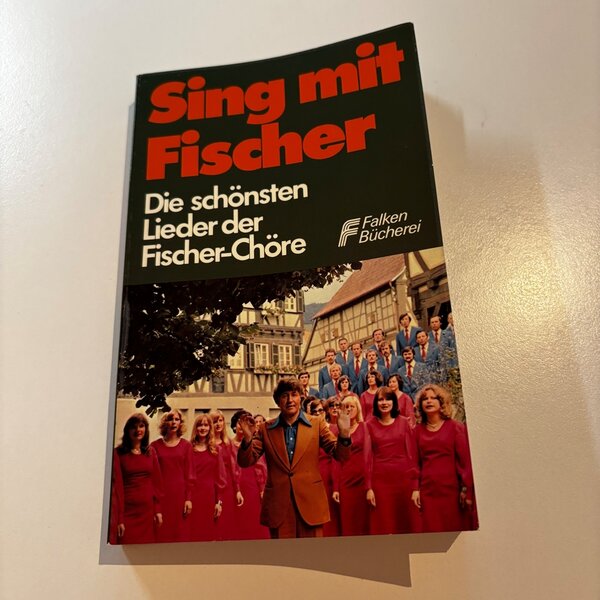 Sing mit
Fischer
Die schönsten
Lieder der
Fischer-Chöre
Falken
Bücherei